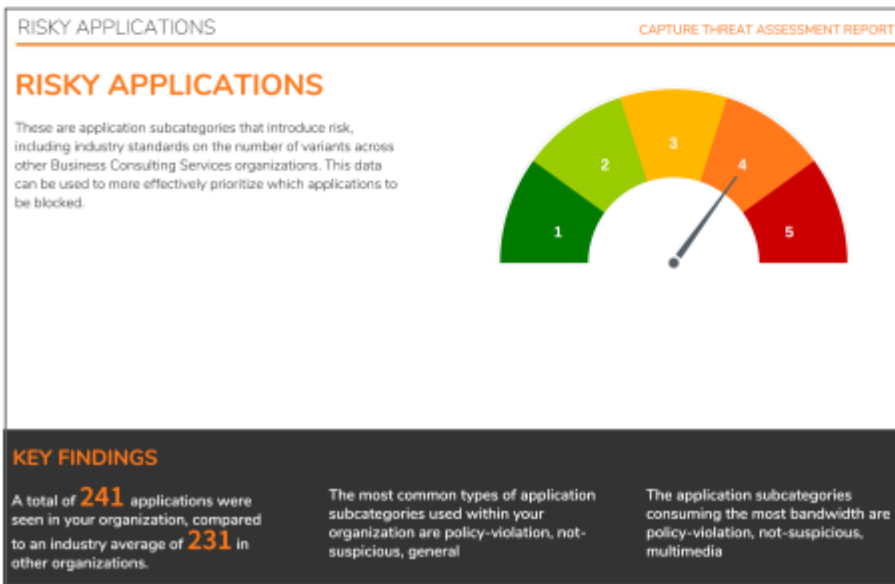 RISKY APPLICATIONS
CAPTURE THREAT ASSESSMENT REPORT
RISKY APPLICATIONS
These are application subcategories that introduce risk,
including industry standards on the number of variants across
other Business Consulting Services organizations. This data
can be used to more effectively prioritize which applications to
be blocked.
1
2
3
4
5
KEY FINDINGS
A total of 241 applications were
seen in your organization, compared
to an industry average of 231 in
other organizations.
The most common types of application
subcategories used within your
organization are policy-violation, not-
suspicious, general
The application subcategories
consuming the most bandwidth are
policy-violation, not-suspicious,
multimedia